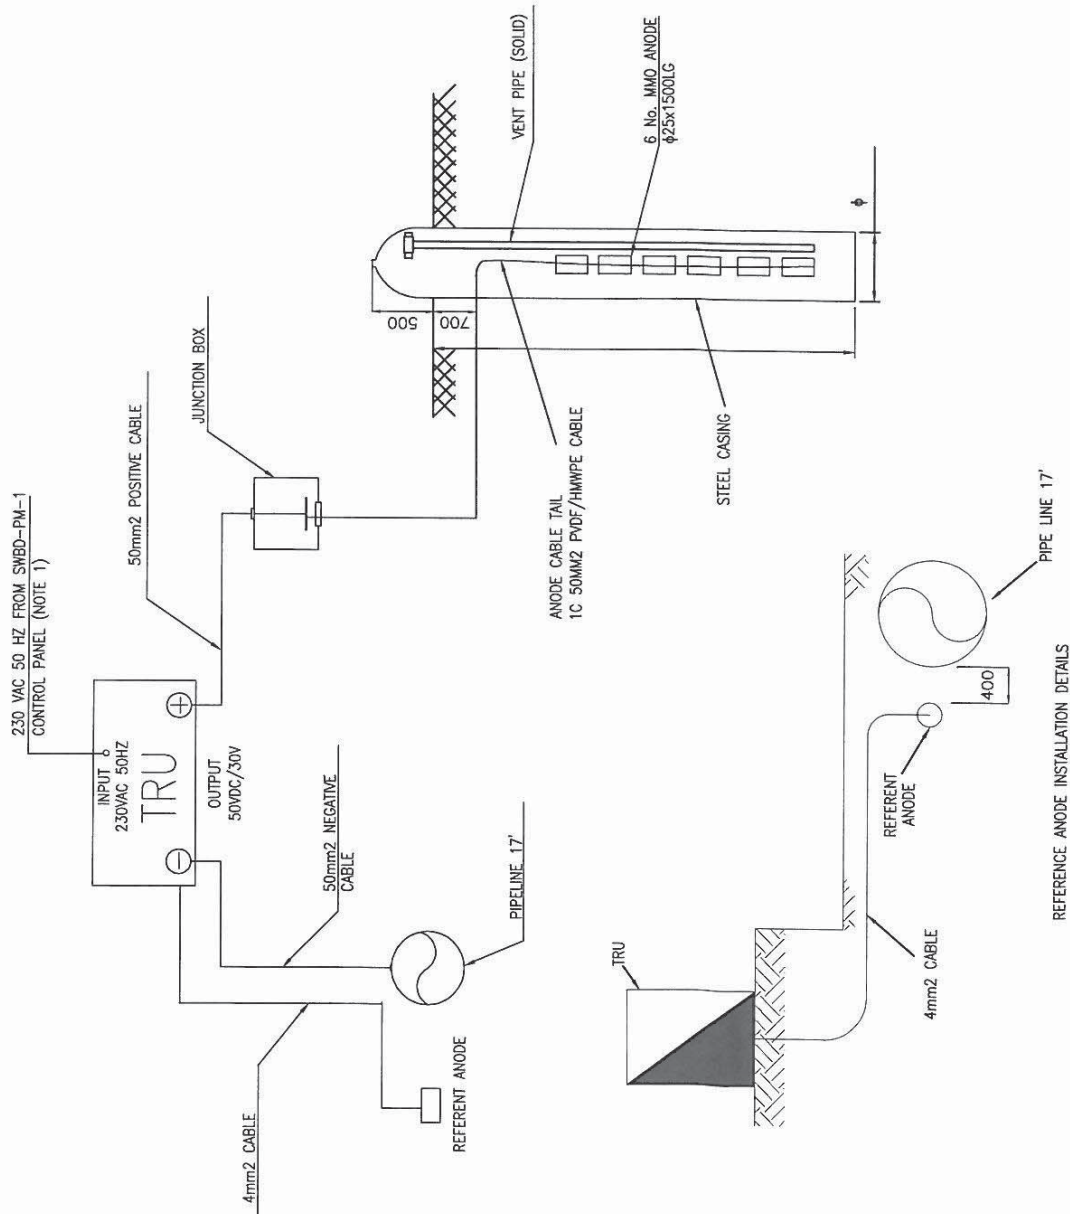 230 VAC 50 HZ FROM SWBD-PM-1
CONTROL PANEL (NOTE 1)
50mm2 POSITIVE CABLE
JUNCTION BOX
INPUT
230VAC 50HZ
TRU
OUTPUT
50VDC/30V
50mm2 NEGATIVE
CABLE
PIPELINE 17'
4mm2 CABLE
REFERENT ANODE
500
700
VENT PIPE (SOLID)
6 No. MMO ANODE
ϕ25x1500LG
ϕ
ANODE CABLE TAIL
1C 50MM2 PVDF/HMWPE CABLE
STEEL CASING
TRU
4mm2 CABLE
REFERENT
ANODE
400
PIPE LINE 17'
REFERENCE ANODE INSTALLATION DETAILS